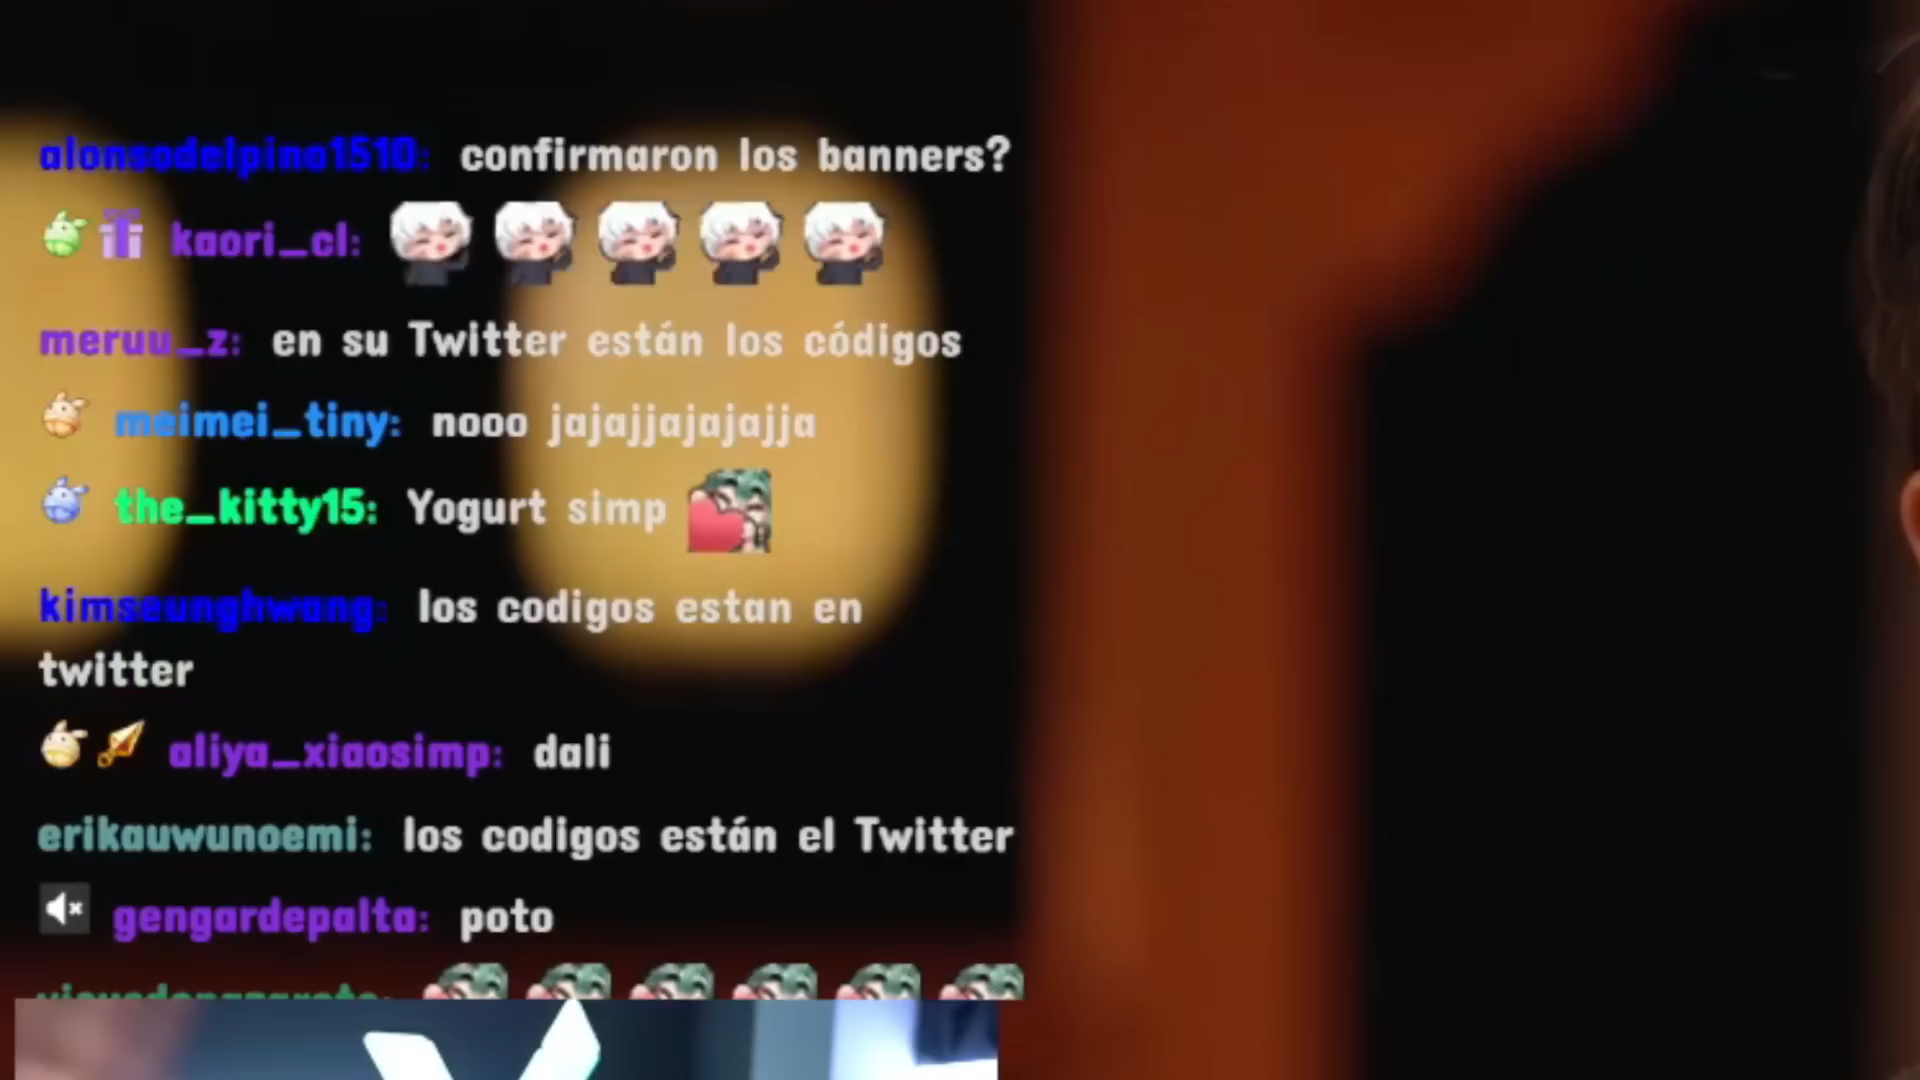 alonsodelpino1510: confirmaron los banners?
kaori_cl:
meruu_z: en su Twitter están los códigos
meimei_tiny: nooo jajajjajajajja
the_kitty15: Yogurt simp
kimseunghwang: los codigos estan en
twitter
aliya_xiaosimp: dali
erikauwunoemi: los codigos están el Twitter
gengardepalta: poto